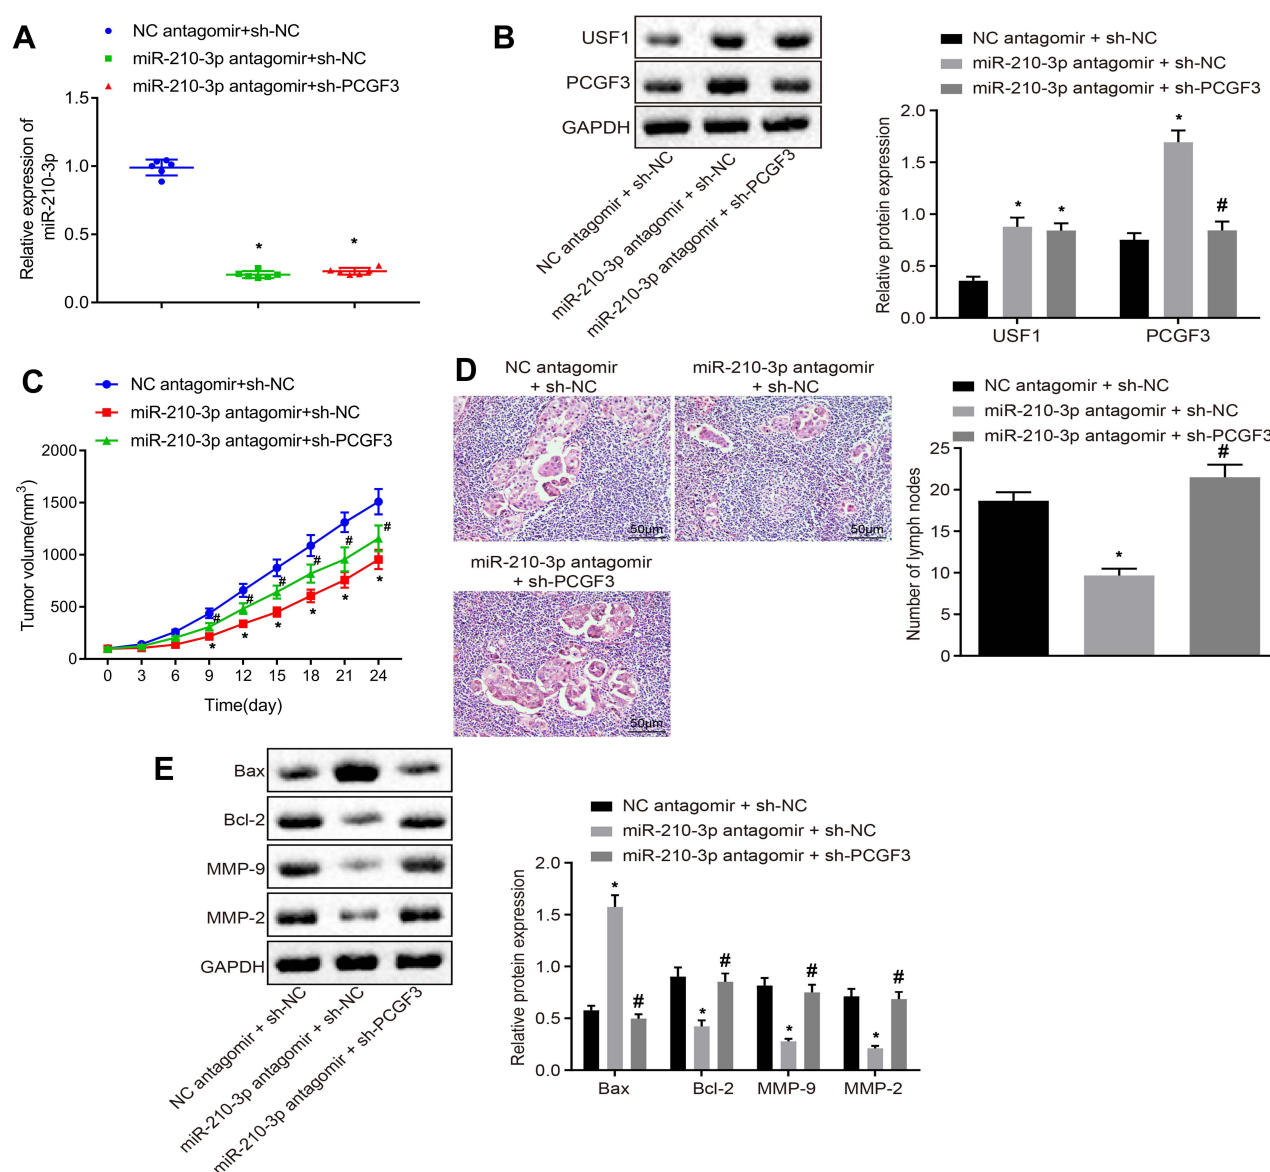 A
NC antagomir+sh-NC
miR-210-3p antagomir+sh-NC
miR-210-3p antagomir+sh-PCGF3
Relative expression of
miR-210-3p
1.5
1.0
0.5
0.0
*
*
B
USF1
PCGF3
GAPDH
NC antagomir + sh-NC
miR-210-3p antagomir + sh-NC
miR-210-3p antagomir + sh-PCGF3
NC antagomir + sh-NC
miR-210-3p antagomir + sh-NC
miR-210-3p antagomir + sh-PCGF3
Relative protein expression
2.0
1.5
1.0
0.5
0.0
*
*
*
#
USF1
PCGF3
C
NC antagomir+sh-NC
miR-210-3p antagomir+sh-NC
miR-210-3p antagomir+sh-PCGF3
Tumor volume(mm3)
2000
1500
1000
500
0
# # # # # #
* * * * * *
0 3 6 9 12 15 18 21 24
Time(day)
D
NC antagomir
+ sh-NC
miR-210-3p antagomir
+ sh-NC
50μm
50μm
miR-210-3p antagomir
+ sh-PCGF3
50μm
NC antagomir + sh-NC
miR-210-3p antagomir + sh-NC
miR-210-3p antagomir + sh-PCGF3
Number of lymph nodes
25
20
15
10
5
0
*
#
E
Bax
Bcl-2
MMP-9
MMP-2
GAPDH
NC antagomir + sh-NC
miR-210-3p antagomir + sh-NC
miR-210-3p antagomir + sh-PCGF3
NC antagomir + sh-NC
miR-210-3p antagomir + sh-NC
miR-210-3p antagomir + sh-PCGF3
Relative protein expression
2.0
1.5
1.0
0.5
0.0
*
#
*
#
*
#
*
#
Bax
Bcl-2
MMP-9
MMP-2